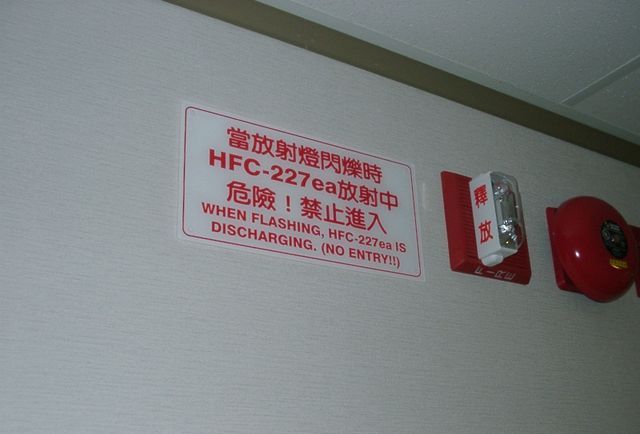 當放射燈閃爍時
HFC-227ea放射中
危險！禁止進入
WHEN FLASHING, HFC-227ea IS
DISCHARGING. (NO ENTRY!!)
釋放
FIRE